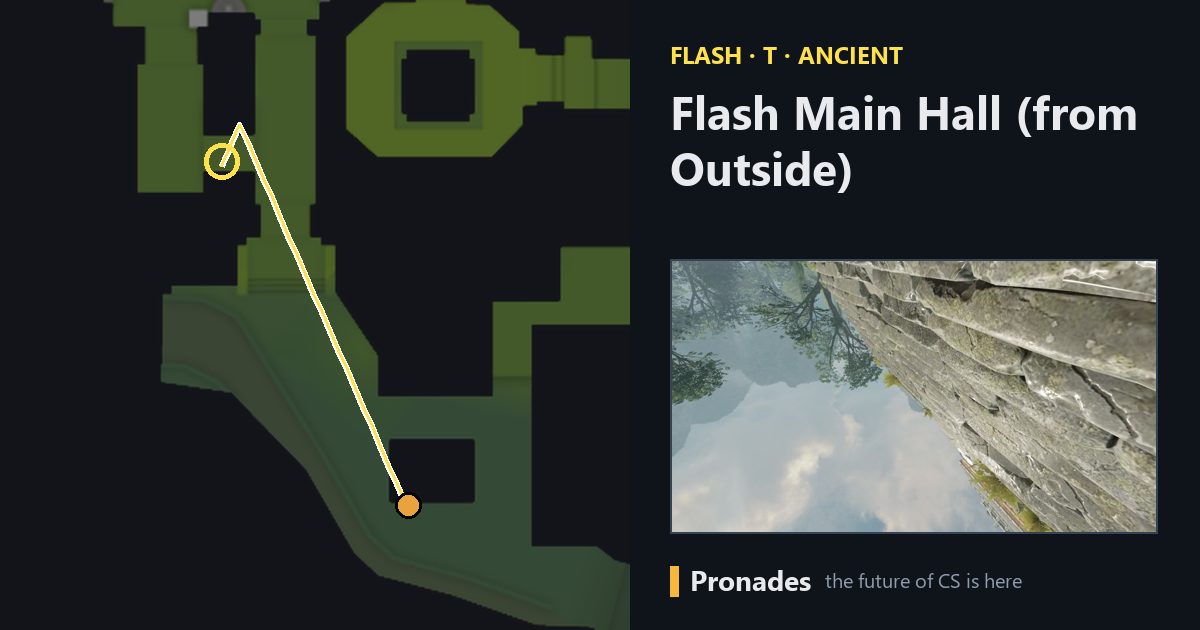 FLASH · T · ANCIENT
Flash Main Hall (from
Outside)
Pronades the future of CS is here